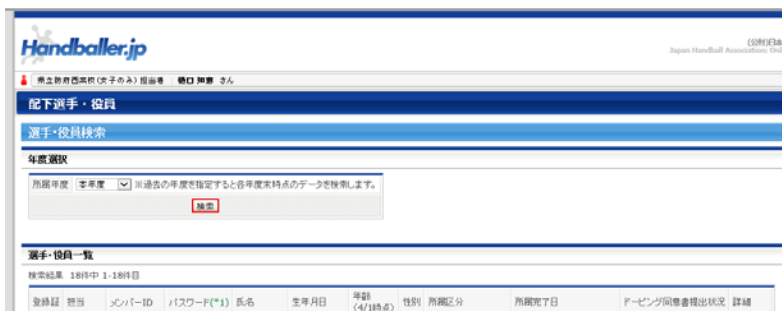 Handballer.jp
(公財)日本
Japan Handball Association: Onl
県立防府西高校(女子のみ)担当者 樋口 知恵 さん
配下選手・役員
選手・役員検索
年度選択
所属年度 本年度 ※過去の年度を指定すると各年度末時点のデータを検索します。
検索
選手・役員一覧
検索結果 18件中 1-18件目
登録証 担当 メンバーID パスワード(*1) 氏名 生年月日 年齢(4/1時点) 性別 所属区分 所属完了日 ドーピング同意書提出状況 詳細